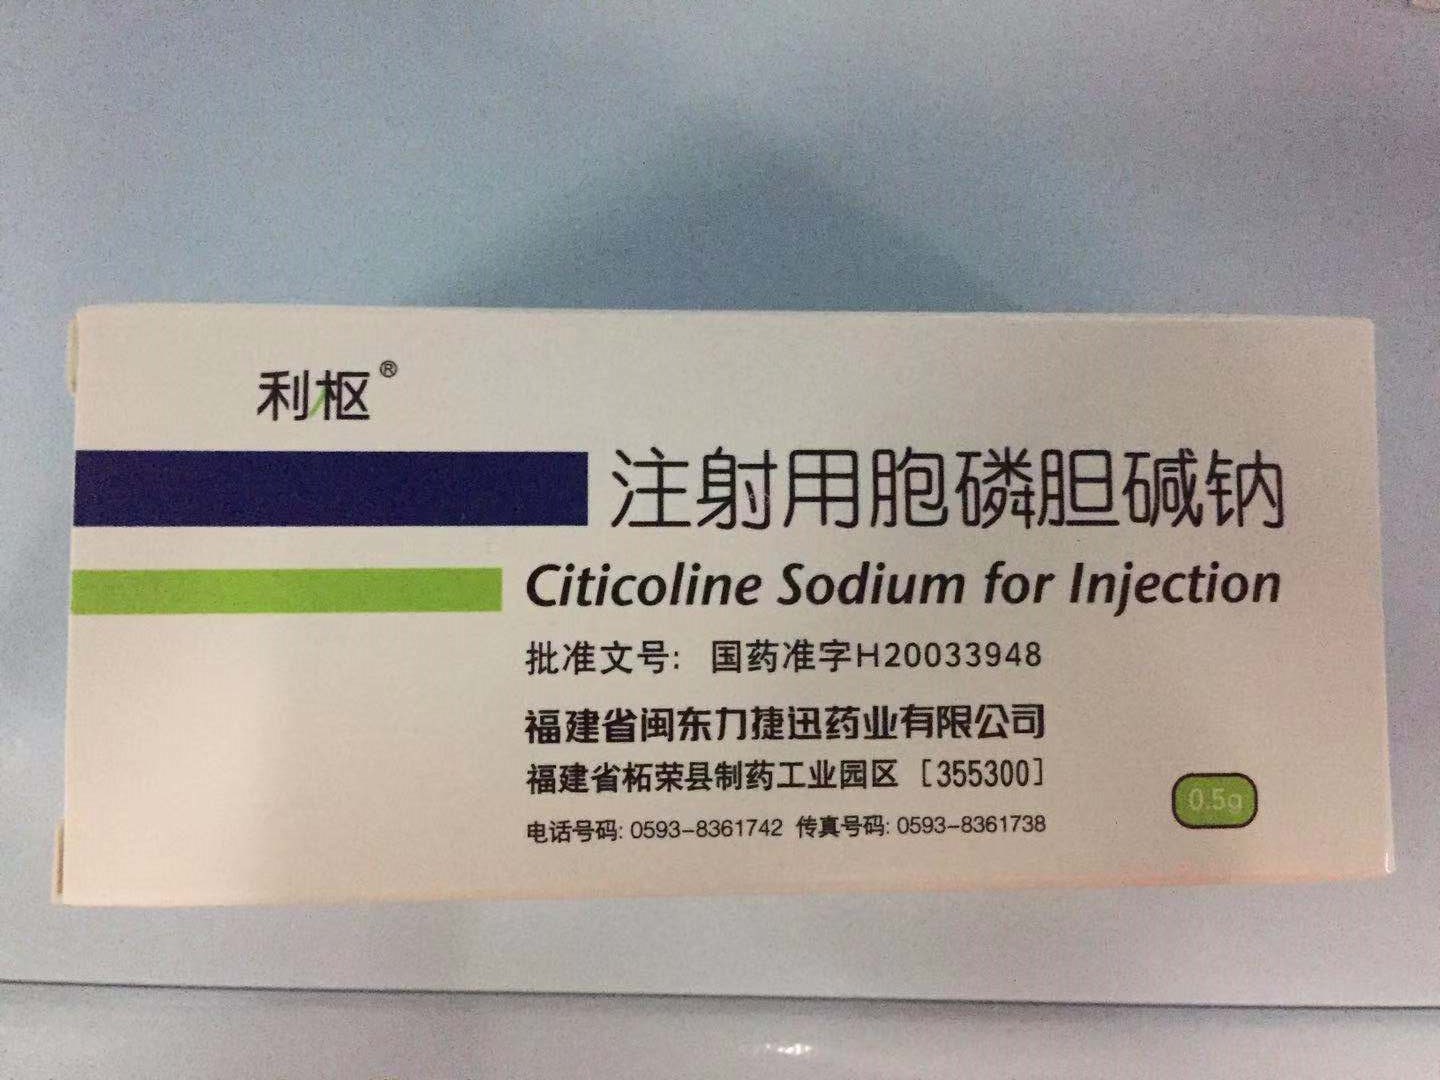 利枢®
注射用胞磷胆碱钠
Citicoline Sodium for Injection
批准文号: 国药准字H20033948
福建省闽东力捷迅药业有限公司
福建省柘荣县制药工业园区 [355300]
电话号码: 0593-8361742 传真号码: 0593-8361738
0.5g